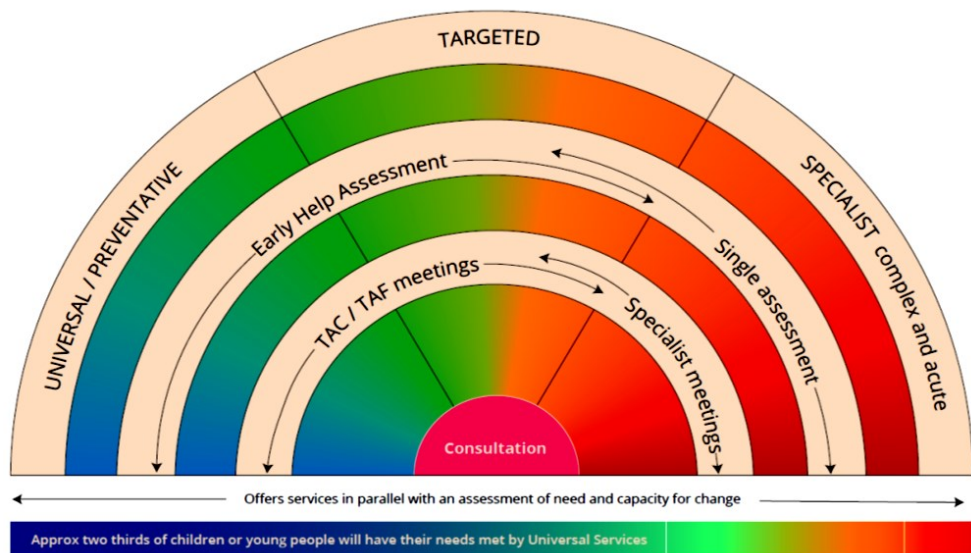 TARGETED
UNIVERSAL / PREVENTATIVE
SPECIALIST complex and acute
Early Help Assessment
Single assessment
TAC / TAF meetings
Specialist meetings
Consultation
Offers services in parallel with an assessment of need and capacity for change
Approx two thirds of children or young people will have their needs met by Universal Services